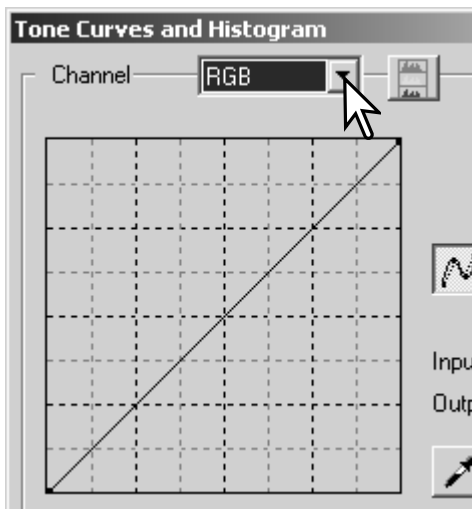 Tone Curves and Histogram
Channel
RGB
Inpu
Outp